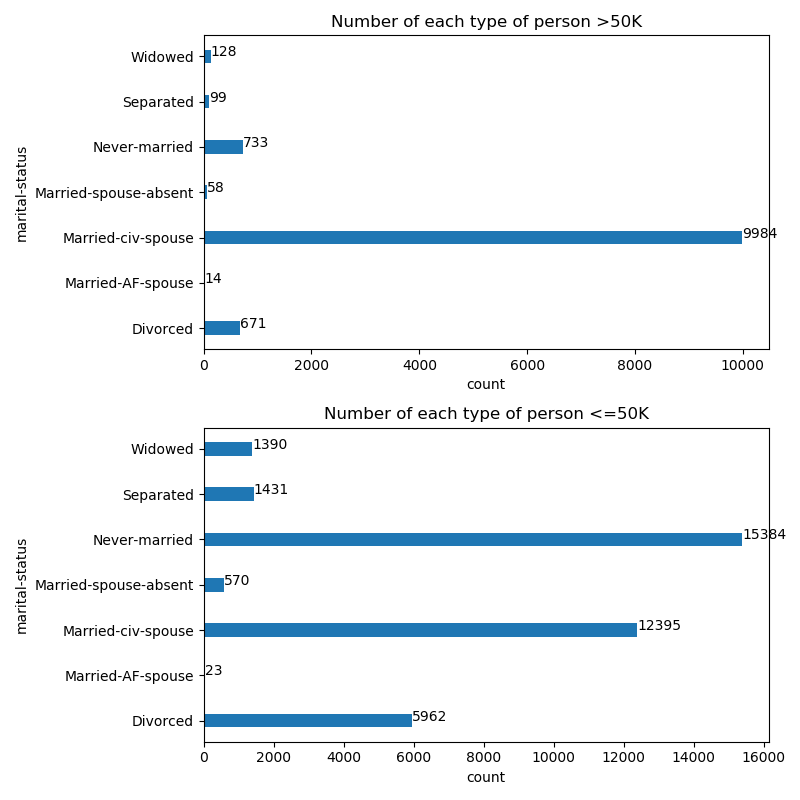 Number of each type of person >50K
marital-status
Widowed 128
Separated 99
Never-married 733
Married-spouse-absent 58
Married-civ-spouse 9984
Married-AF-spouse 14
Divorced 671
0 2000 4000 6000 8000 10000
count
Number of each type of person <=50K
marital-status
Widowed 1390
Separated 1431
Never-married 15384
Married-spouse-absent 570
Married-civ-spouse 12395
Married-AF-spouse 23
Divorced 5962
0 2000 4000 6000 8000 10000 12000 14000 16000
count